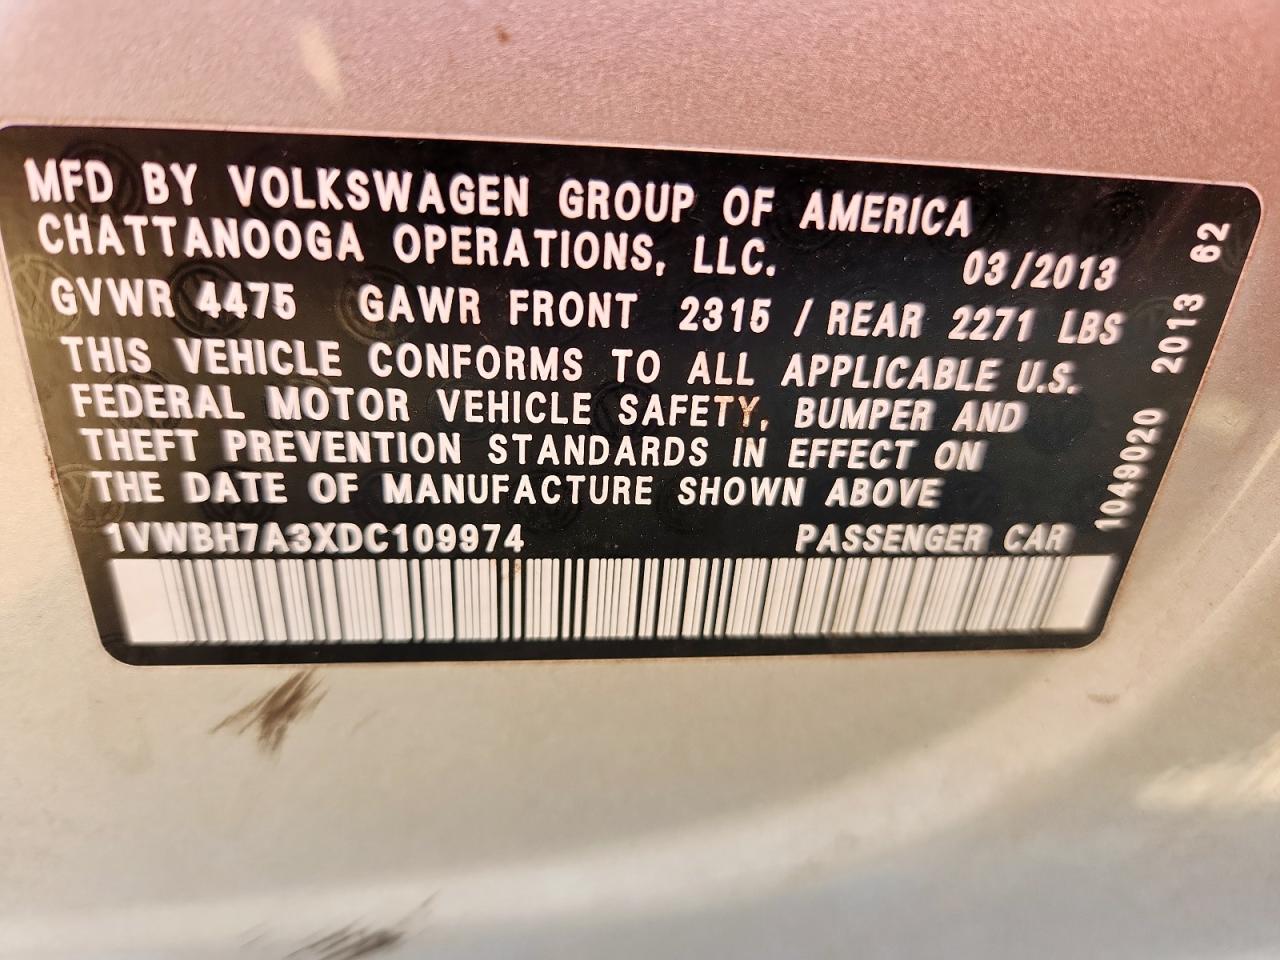 MFD BY VOLKSWAGEN GROUP OF AMERICA
CHATTANOOGA OPERATIONS, LLC. 03/2013
GVWR 4475 GAWR FRONT 2315 / REAR 2271 LBS
THIS VEHICLE CONFORMS TO ALL APPLICABLE U.S.
FEDERAL MOTOR VEHICLE SAFETY, BUMPER AND
THEFT PREVENTION STANDARDS IN EFFECT ON
THE DATE OF MANUFACTURE SHOWN ABOVE
1VWBH7A3XDC109974 PASSENGER CAR
1049020 2013 62